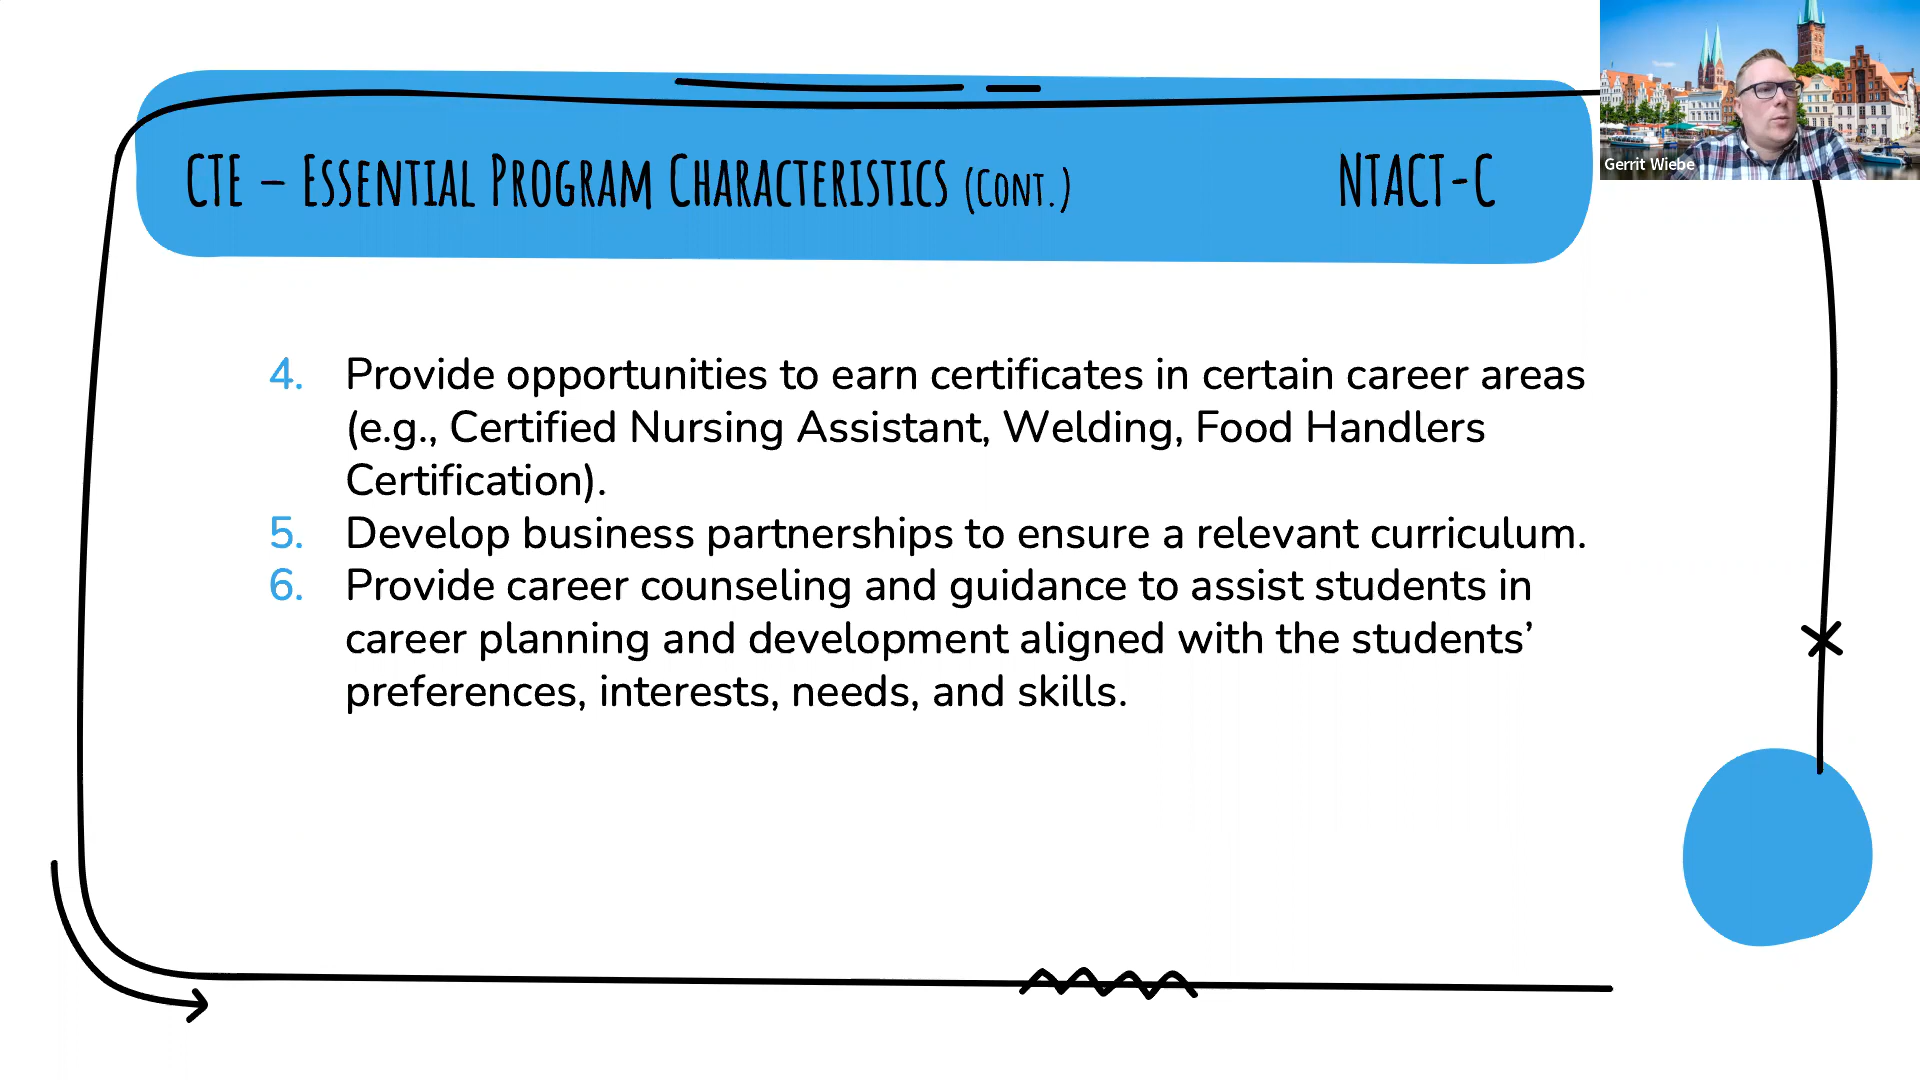 CTE – Essential Program Characteristics (Cont.) NTACT-C
Gerrit Wiebe
4. Provide opportunities to earn certificates in certain career areas
(e.g., Certified Nursing Assistant, Welding, Food Handlers
Certification).
5. Develop business partnerships to ensure a relevant curriculum.
6. Provide career counseling and guidance to assist students in
career planning and development aligned with the students’
preferences, interests, needs, and skills.